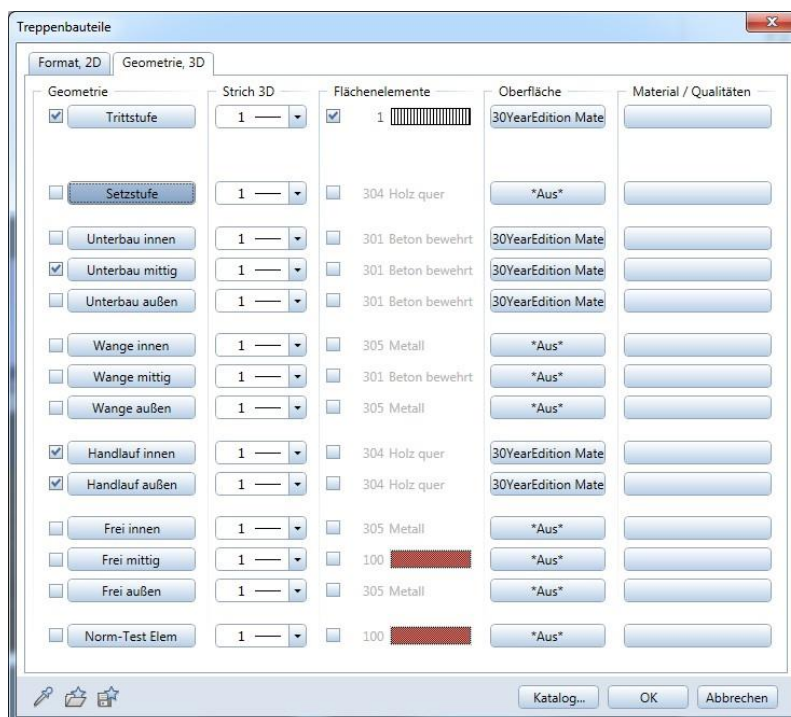 Treppenbauteile
Format, 2D Geometrie, 3D
Geometrie Strich 3D Flächenelemente Oberfläche Material / Qualitäten
Trittstufe 1 1 30YearEdition Mate
Setzstufe 1 304 Holz quer *Aus*
Unterbau innen 1 301 Beton bewehrt 30YearEdition Mate
Unterbau mittig 1 301 Beton bewehrt 30YearEdition Mate
Unterbau außen 1 301 Beton bewehrt 30YearEdition Mate
Wange innen 1 305 Metall *Aus*
Wange mittig 1 301 Beton bewehrt *Aus*
Wange außen 1 305 Metall *Aus*
Handlauf innen 1 304 Holz quer 30YearEdition Mate
Handlauf außen 1 304 Holz quer 30YearEdition Mate
Frei innen 1 305 Metall *Aus*
Frei mittig 1 100 *Aus*
Frei außen 1 305 Metall *Aus*
Norm-Test Elem 1 100 *Aus*
Katalog... OK Abbrechen